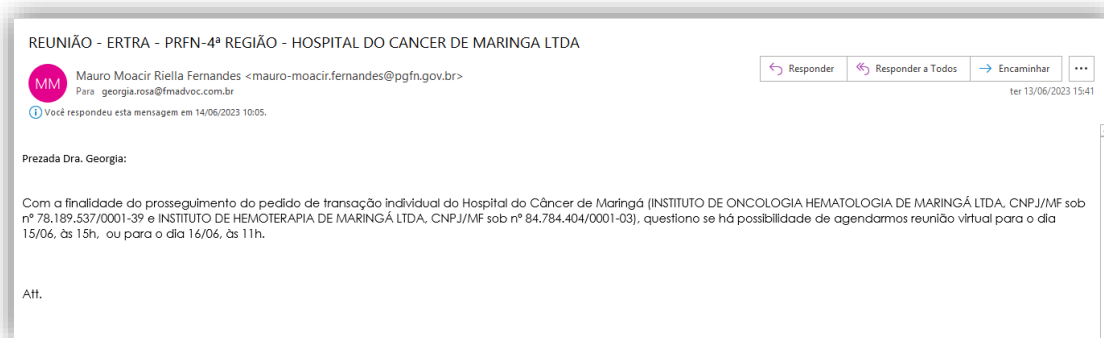 REUNIÃO - ERTRA - PRFN-4ª REGIÃO - HOSPITAL DO CANCER DE MARINGA LTDA
MM
Mauro Moacir Riella Fernandes <mauro-moacir.fernandes@pgfn.gov.br>
Para georgia.rosa@fmadvoc.com.br
Responder
Responder a Todos
Encaminhar
ter 13/06/2023 15:41
Você respondeu esta mensagem em 14/06/2023 10:05.
Prezada Dra. Georgia:
Com a finalidade do prosseguimento do pedido de transação individual do Hospital do Câncer de Maringá (INSTITUTO DE ONCOLOGIA HEMATOLOGIA DE MARINGÁ LTDA, CNPJ/MF sob
nº 78.189.537/0001-39 e INSTITUTO DE HEMOTERAPIA DE MARINGÁ LTDA, CNPJ/MF sob nº 84.784.404/0001-03), questiono se há possibilidade de agendarmos reunião virtual para o dia
15/06, às 15h, ou para o dia 16/06, às 11h.
Att.